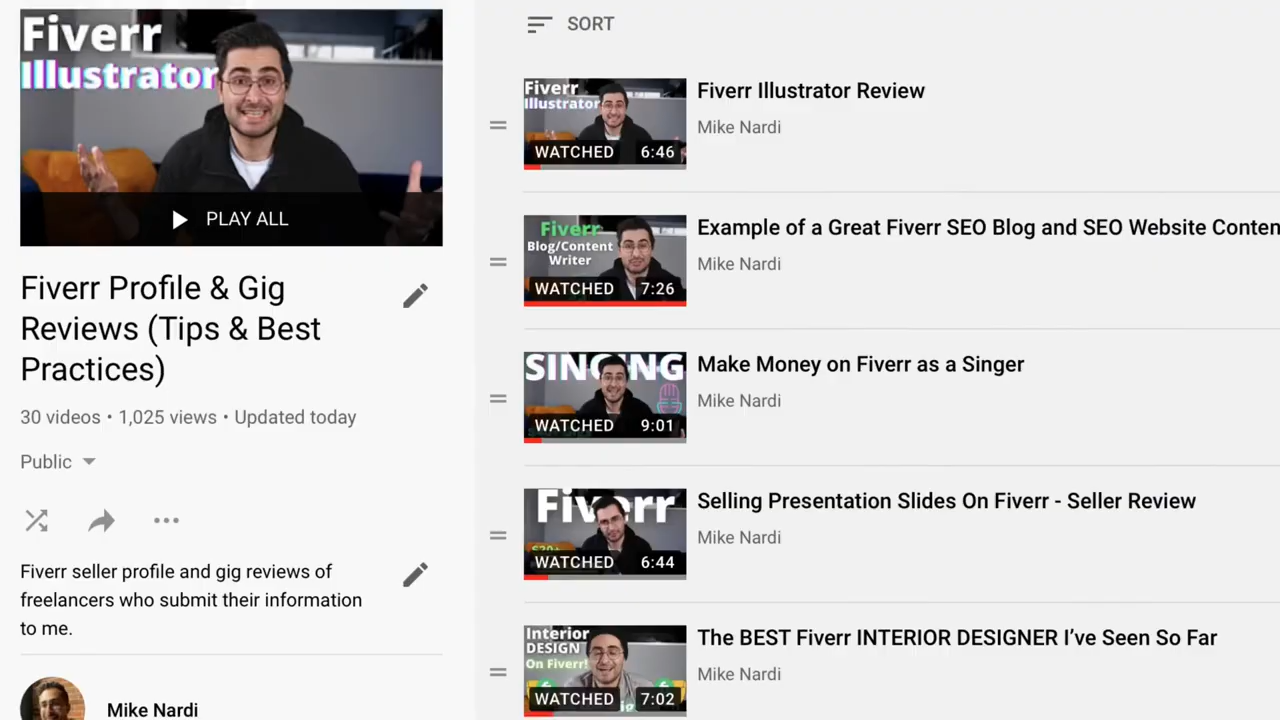 Fiverr
Illustrator
PLAY ALL
Fiverr Profile & Gig
Reviews (Tips & Best
Practices)
30 videos • 1,025 views • Updated today
Public
Fiverr seller profile and gig reviews of
freelancers who submit their information
to me.
Mike Nardi
SORT
Fiverr
Illustrator
WATCHED 6:46
Fiverr Illustrator Review
Mike Nardi
Fiverr
Blog/Content
Writer
WATCHED 7:26
Example of a Great Fiverr SEO Blog and SEO Website Conten
Mike Nardi
SINGING
WATCHED 9:01
Make Money on Fiverr as a Singer
Mike Nardi
Fiverr
WATCHED 6:44
Selling Presentation Slides On Fiverr - Seller Review
Mike Nardi
Interior
DESIGN
On Fiverr!
WATCHED 7:02
The BEST Fiverr INTERIOR DESIGNER I’ve Seen So Far
Mike Nardi